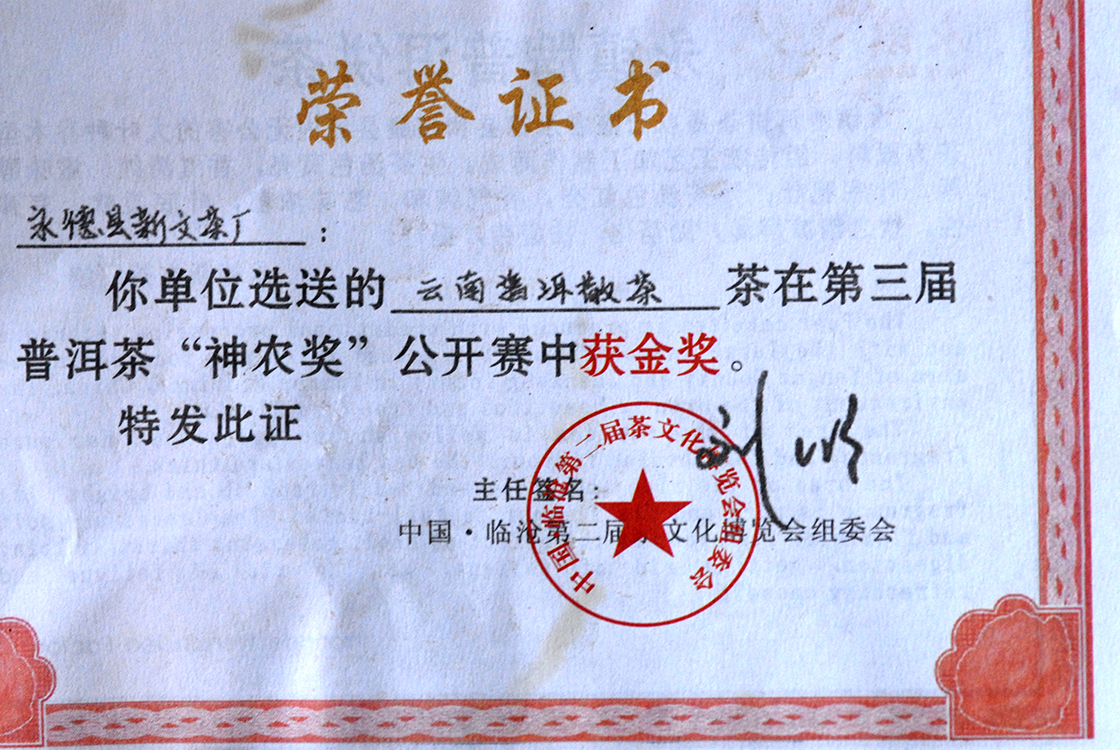 荣誉证书
永德县新文茶厂：
你单位选送的 云南普洱散茶 茶在第三届
普洱茶“神农奖”公开赛中获金奖。
特发此证
主任签名：
中国·临沧第二届茶文化博览会组委会
中国·临沧第二届茶文化博览会组委会